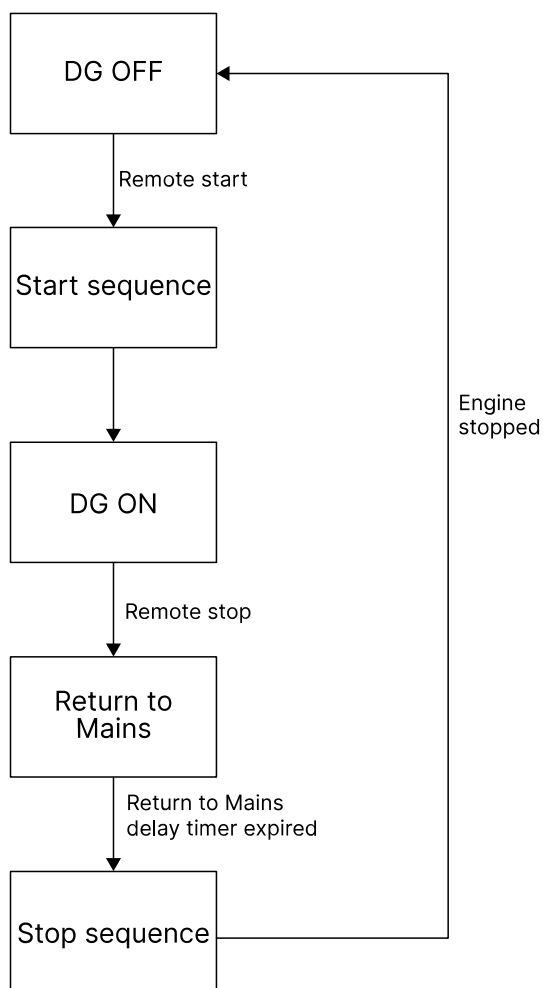 DG OFF
Remote start
Start sequence
Engine
stopped
DG ON
Remote stop
Return to
Mains
Return to Mains
delay timer expired
Stop sequence